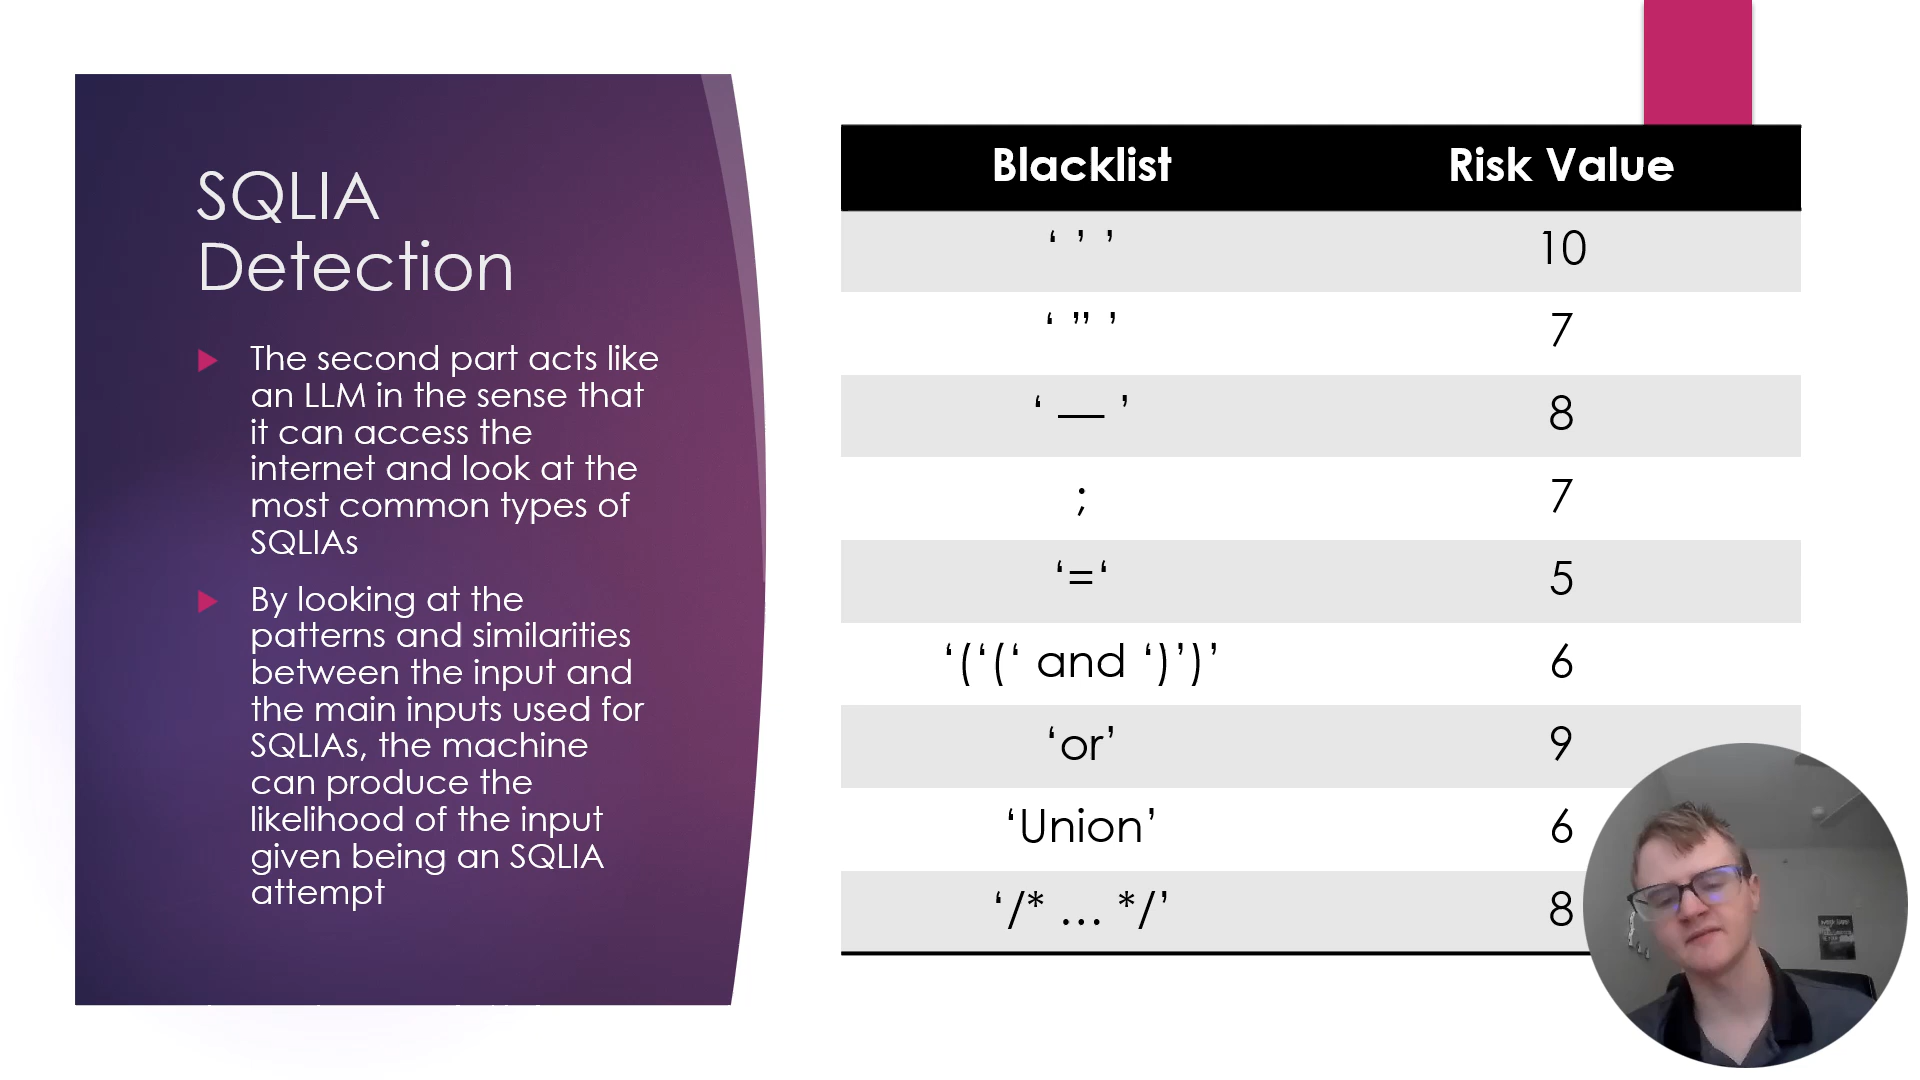 SQLIA
Detection
The second part acts like
an LLM in the sense that
it can access the
internet and look at the
most common types of
SQLIAs
By looking at the
patterns and similarities
between the input and
the main inputs used for
SQLIAs, the machine
can produce the
likelihood of the input
given being an SQLIA
attempt
Blacklist Risk Value
‘ ’ ’ 10
‘ ” ’ 7
‘ — ’ 8
; 7
‘=‘ 5
‘(‘(‘ and ‘)’)’ 6
‘or’ 9
‘Union’ 6
‘/* … */’ 8